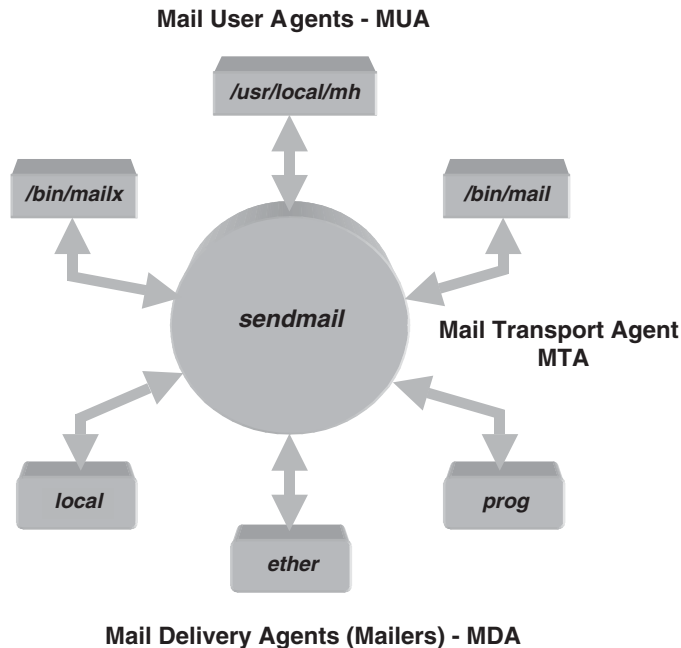 Mail User Agents - MUA
/usr/local/mh
/bin/mailx
/bin/mail
sendmail
Mail Transport Agent
MTA
local
prog
ether
Mail Delivery Agents (Mailers) - MDA